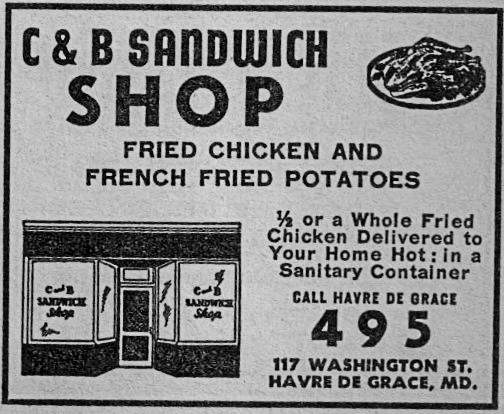 C & B SANDWICH
SHOP
FRIED CHICKEN AND
FRENCH FRIED POTATOES
½ or a Whole Fried
Chicken Delivered to
Your Home Hot: in a
Sanitary Container
CALL HAVRE DE GRACE
495
117 WASHINGTON ST.
HAVRE DE GRACE, MD.
C and B
SANDWICH
Shop
C and B
SANDWICH
Shop